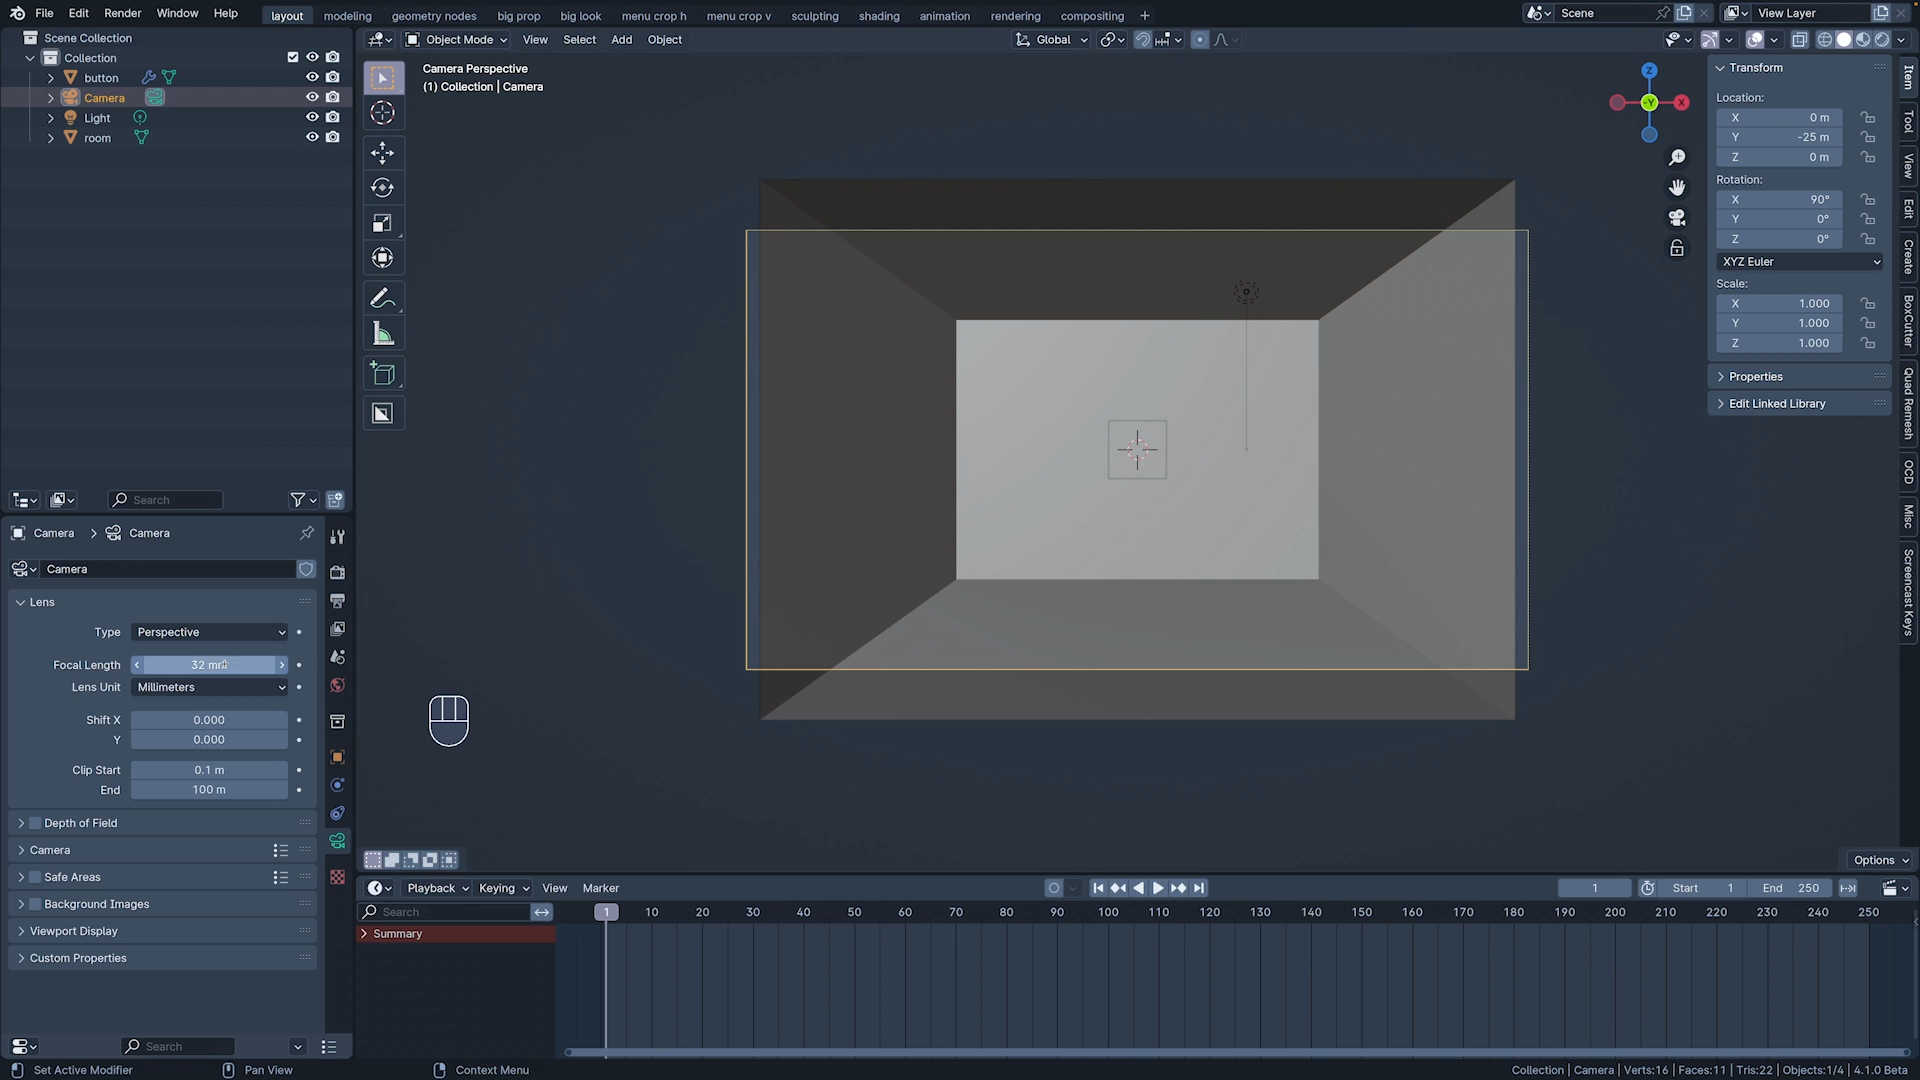 File Edit Render Window Help layout modeling geometry nodes big prop big look menu crop h menu crop v sculpting shading animation rendering compositing + Scene View Layer
Scene Collection
Collection
button
Camera
Light
room
Search
Object Mode View Select Add Object Global
Camera Perspective
(1) Collection | Camera
Z
-Y
X
Transform
Location:
X 0 m
Y -25 m
Z 0 m
Rotation:
X 90°
Y 0°
Z 0°
XYZ Euler
Scale:
X 1.000
Y 1.000
Z 1.000
Properties
Edit Linked Library
Item
Tool
View
Edit
Create
BoxCutter
Quad Remesh
OCD
Misc
Screencast Keys
Camera > Camera
Camera
Lens
Type Perspective
Focal Length 32 mm
Lens Unit Millimeters
Shift X 0.000
Y 0.000
Clip Start 0.1 m
End 100 m
Depth of Field
Camera
Safe Areas
Background Images
Viewport Display
Custom Properties
Search
Options
Playback Keying View Marker 1 Start 1 End 250
Search 1 10 20 30 40 50 60 70 80 90 100 110 120 130 140 150 160 170 180 190 200 210 220 230 240 250
Summary
Set Active Modifier Pan View Context Menu Collection | Camera | Verts:16 | Faces:11 | Tris:22 | Objects:1/4 | 4.1.0 Beta